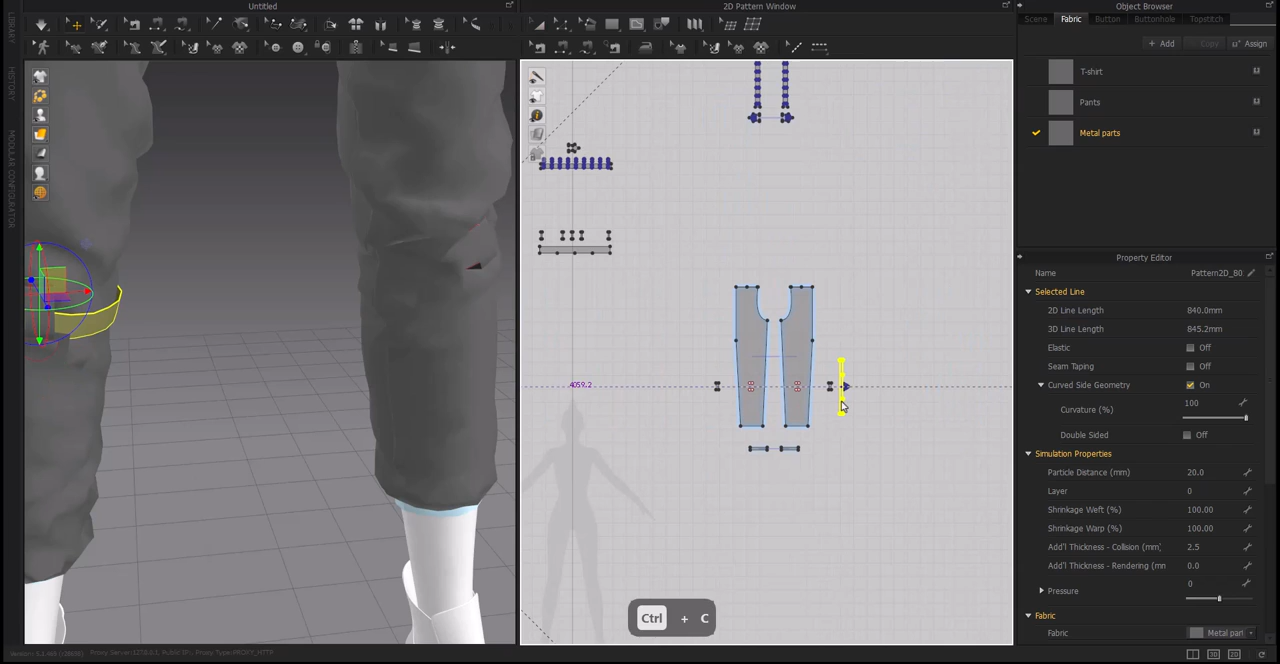 Untitled
2D Pattern Window
Object Browser
Scene Fabric Button Buttonhole Topstitch
+ Add Copy Assign
T-shirt
Pants
Metal parts
LIBRARY
HISTORY
MODULAR CONFIGURATOR
4059.2
Property Editor
Name Pattern2D_80
Selected Line
2D Line Length 840.0mm
3D Line Length 845.2mm
Elastic Off
Seam Taping Off
Curved Side Geometry On
Curvature (%) 100
Double Sided Off
Simulation Properties
Particle Distance (mm) 20.0
Layer 0
Shrinkage Weft (%) 100.00
Shrinkage Warp (%) 100.00
Add'l Thickness - Collision (mm) 2.5
Add'l Thickness - Rendering (mm 0.0
Pressure 0
Fabric
Fabric Metal part
Ctrl + C